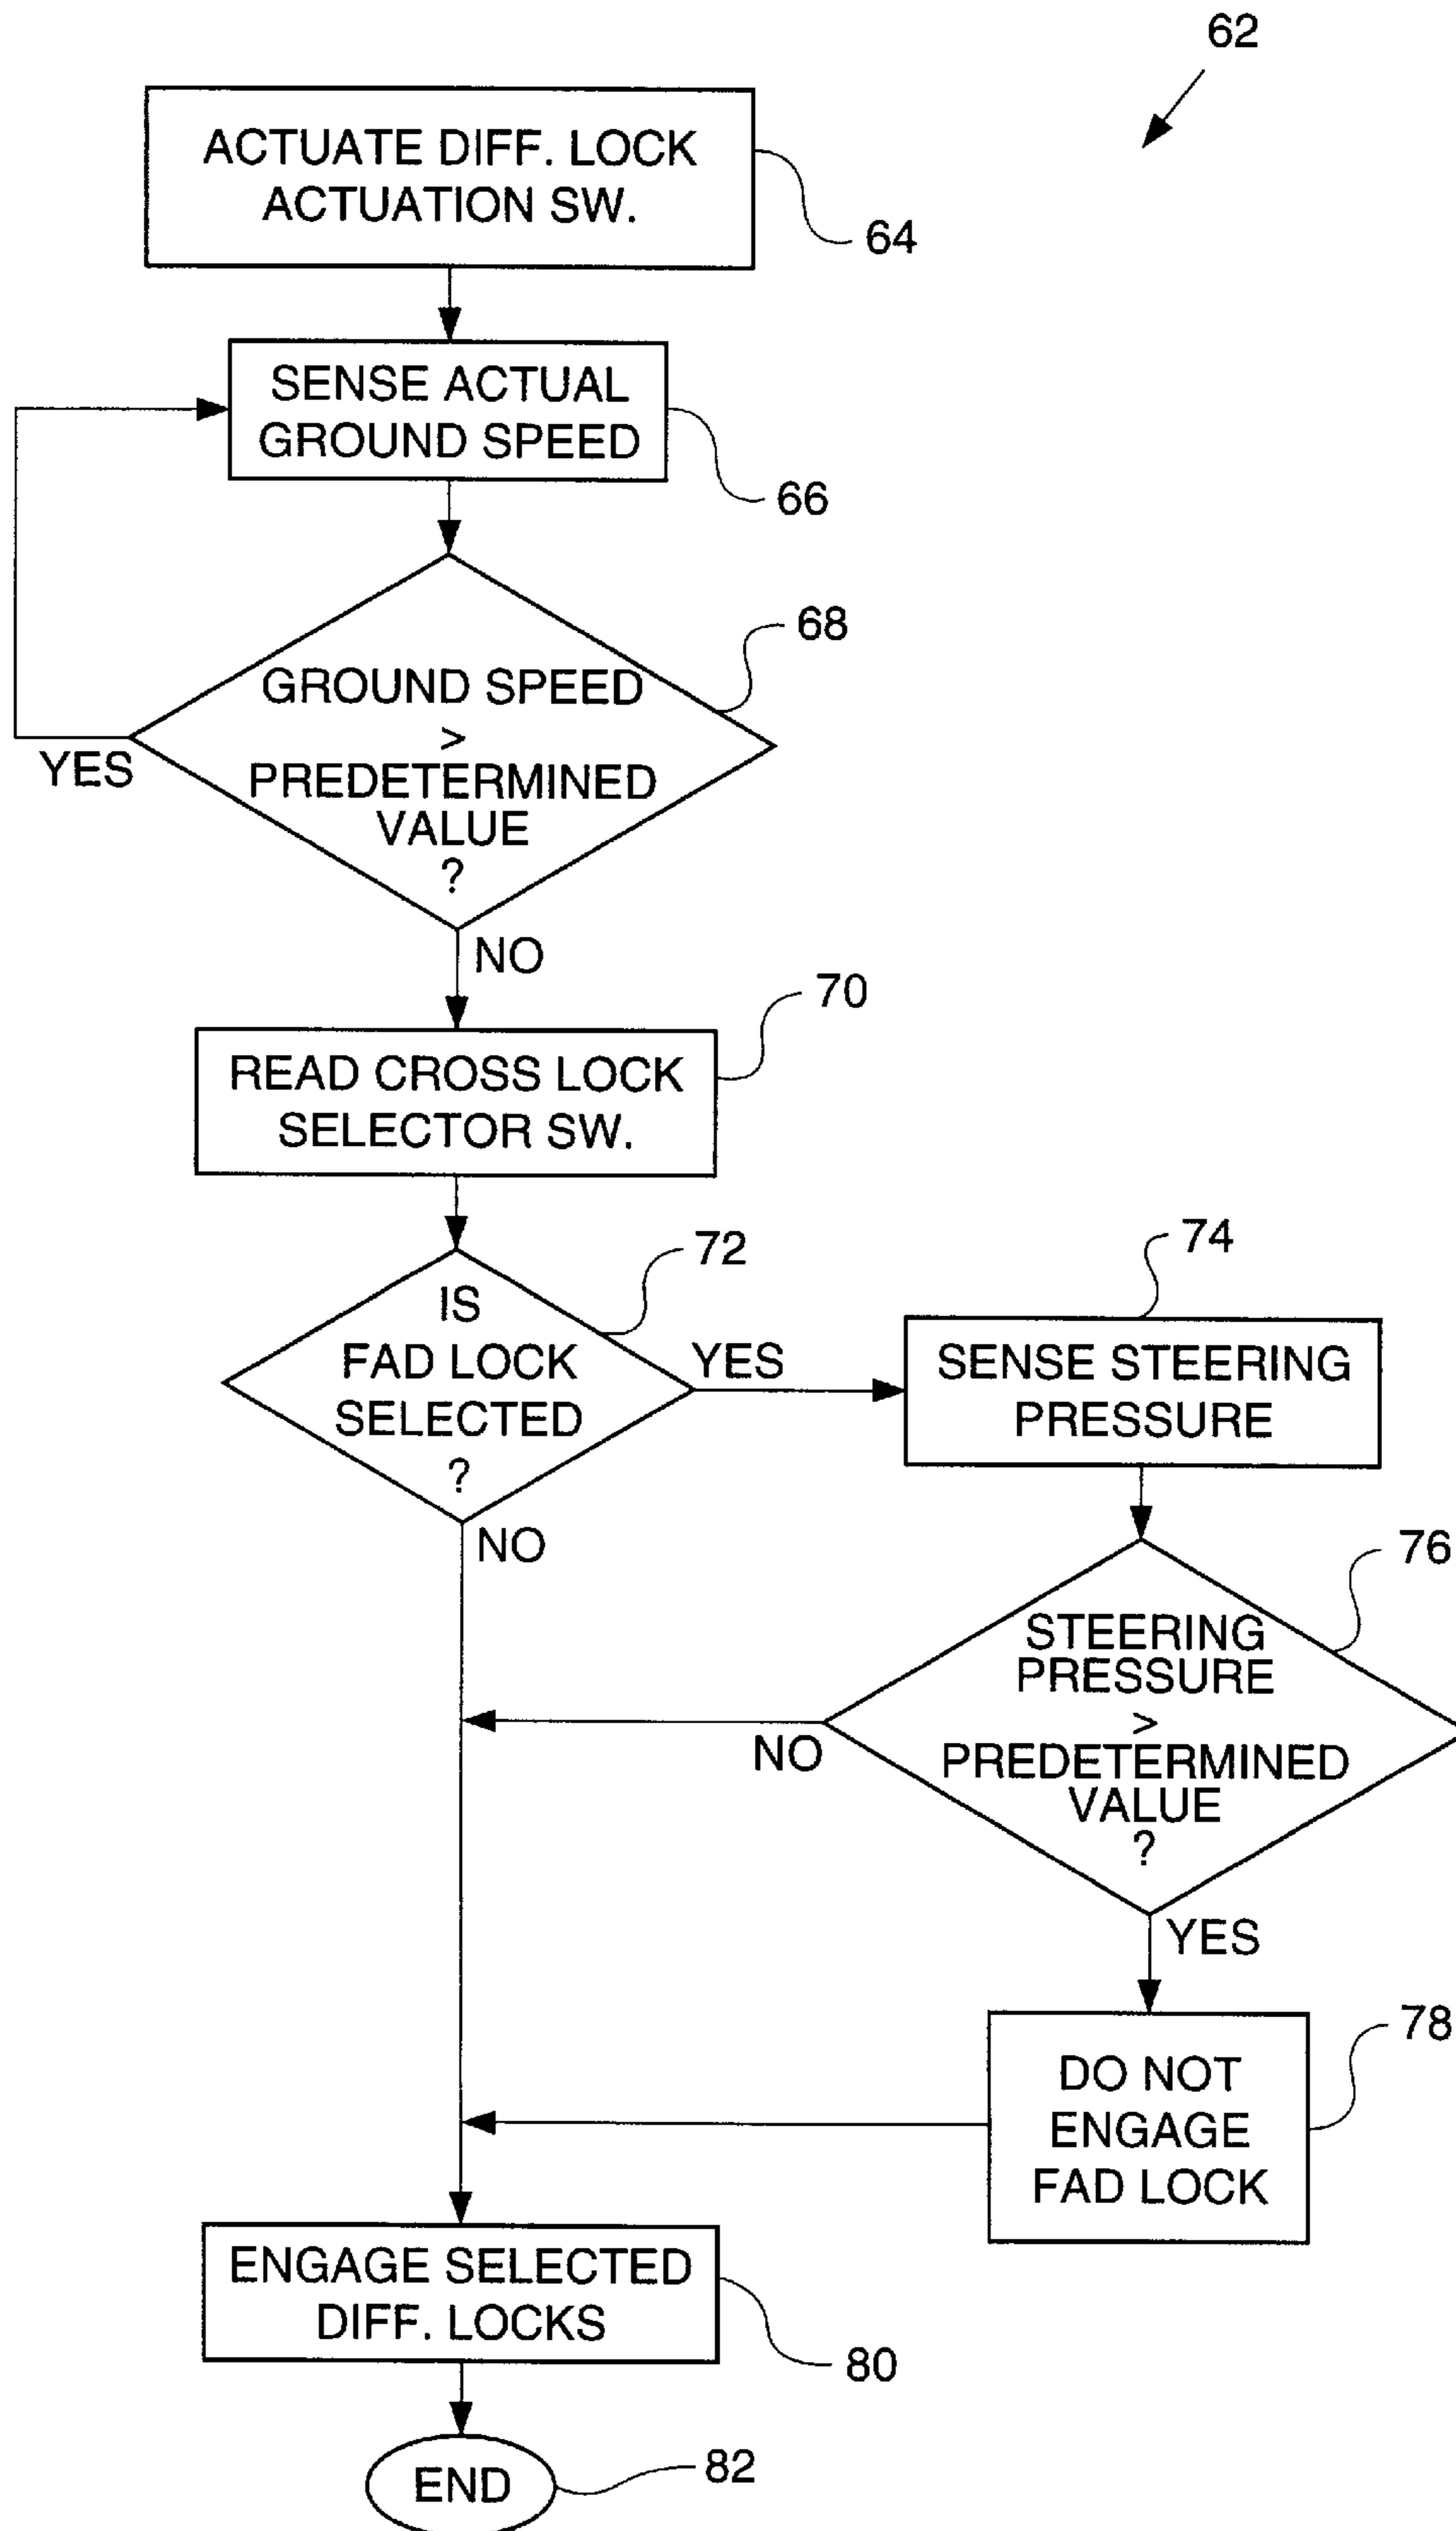 62
ACTUATE DIFF. LOCK
ACTUATION SW.
64
SENSE ACTUAL
GROUND SPEED
66
68
GROUND SPEED
>
PREDETERMINED
VALUE
?
YES
NO
70
READ CROSS LOCK
SELECTOR SW.
72
IS
FAD LOCK
SELECTED
?
YES
NO
74
SENSE STEERING
PRESSURE
76
STEERING
PRESSURE
>
PREDETERMINED
VALUE
?
NO
YES
78
DO NOT
ENGAGE
FAD LOCK
ENGAGE SELECTED
DIFF. LOCKS
80
END
82